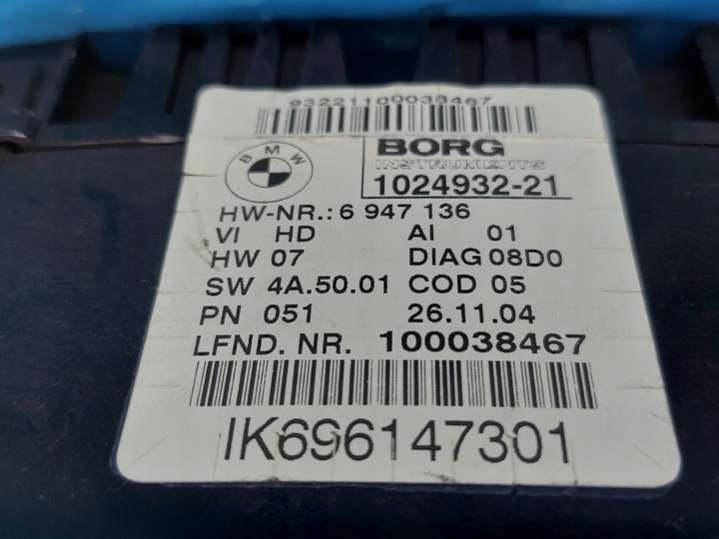 93221100038467
BMW
BORG
INSTRUMENTS
1024932-21
HW-NR.: 6 947 136
VI HD AI 01
HW 07 DIAG 08D0
SW 4A.50.01 COD 05
PN 051 26.11.04
LFND. NR. 100038467
IK696147301